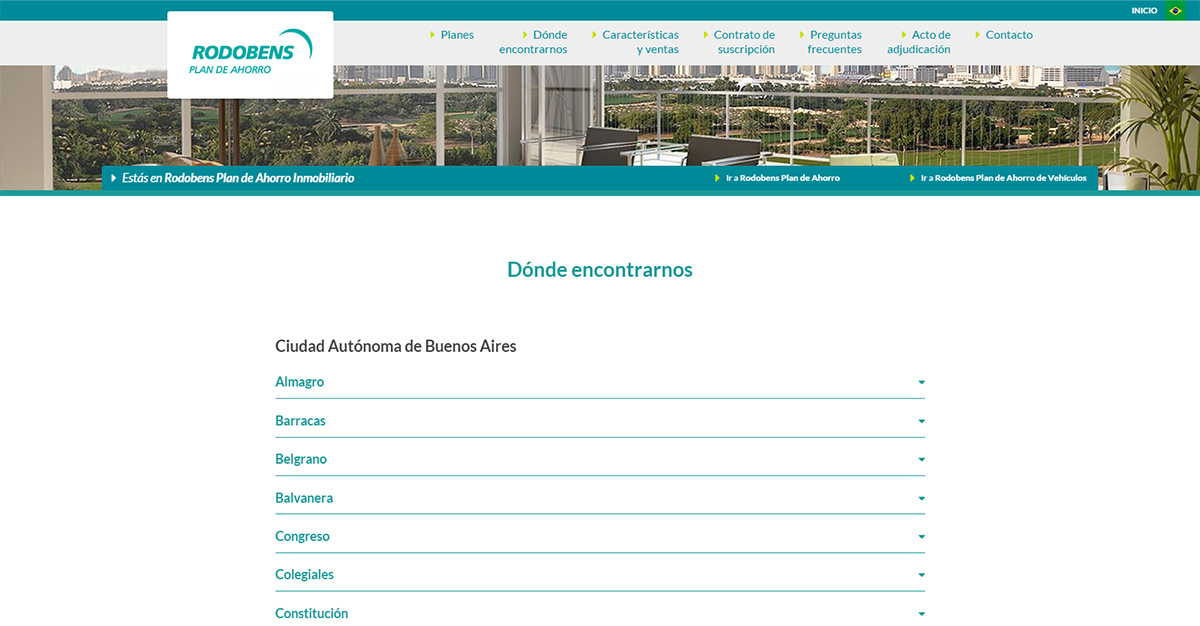 INICIO
RODOBENS
PLAN DE AHORRO
Planes
Dónde
encontrarnos
Características
y ventas
Contrato de
suscripción
Preguntas
frecuentes
Acto de
adjudicación
Contacto
Estás en Rodobens Plan de Ahorro Inmobiliario
Ir a Rodobens Plan de Ahorro
Ir a Rodobens Plan de Ahorro de Vehículos
Dónde encontrarnos
Ciudad Autónoma de Buenos Aires
Almagro
Barracas
Belgrano
Balvanera
Congreso
Colegiales
Constitución